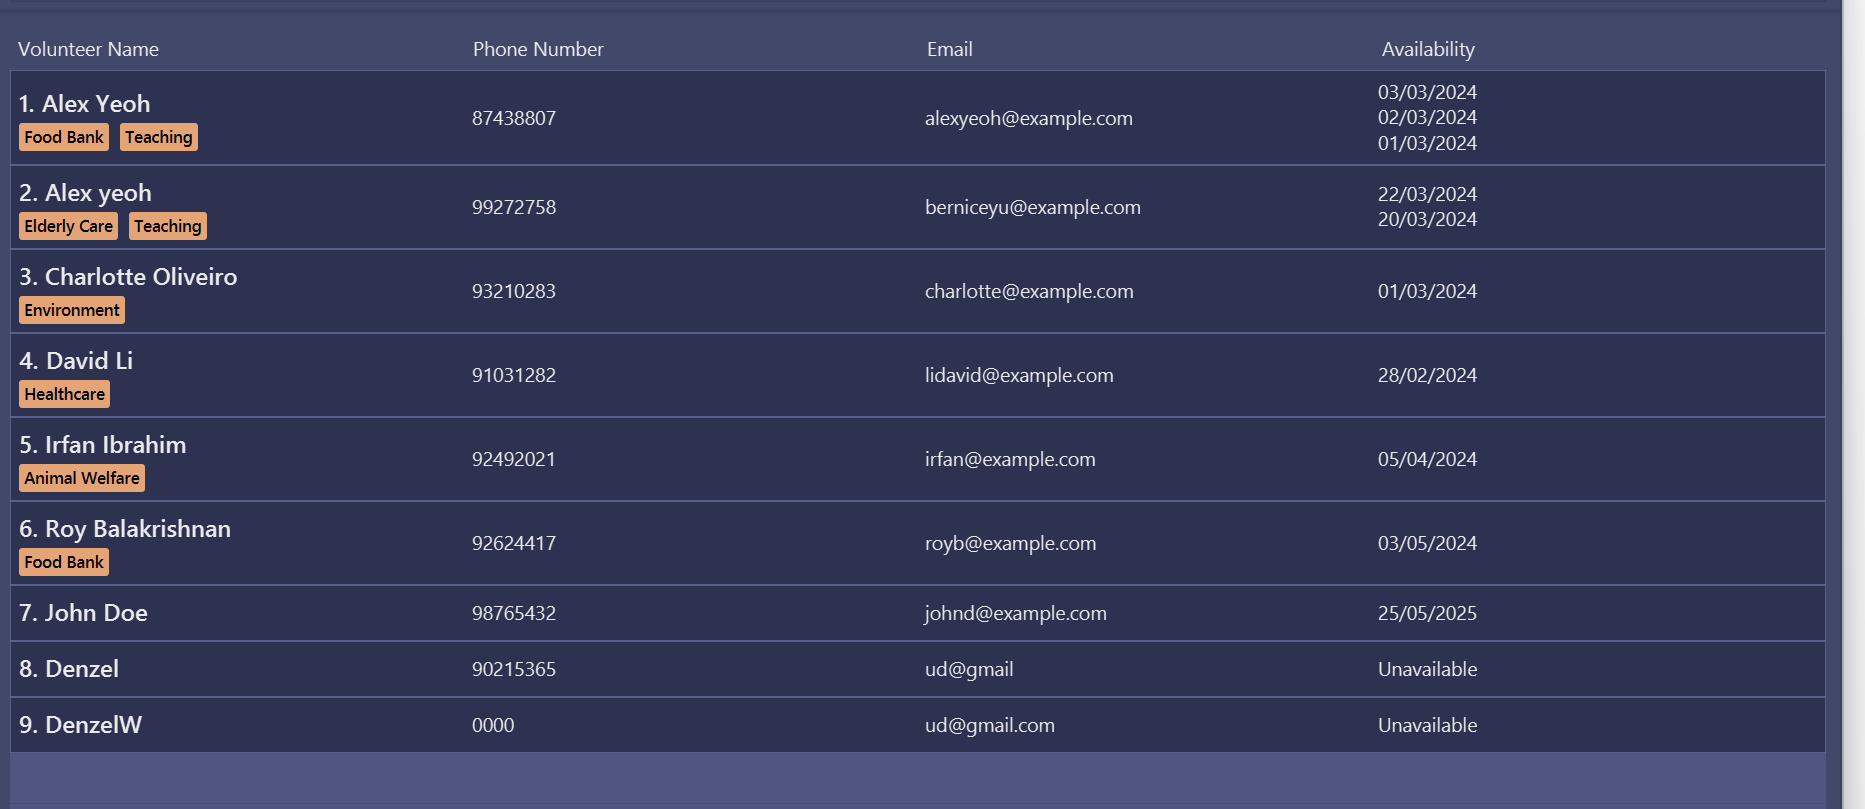 Volunteer Name Phone Number Email Availability
1. Alex Yeoh
Food Bank Teaching
87438807
alexyeoh@example.com
03/03/2024
02/03/2024
01/03/2024
2. Alex yeoh
Elderly Care Teaching
99272758
berniceyu@example.com
22/03/2024
20/03/2024
3. Charlotte Oliveiro
Environment
93210283
charlotte@example.com
01/03/2024
4. David Li
Healthcare
91031282
lidavid@example.com
28/02/2024
5. Irfan Ibrahim
Animal Welfare
92492021
irfan@example.com
05/04/2024
6. Roy Balakrishnan
Food Bank
92624417
royb@example.com
03/05/2024
7. John Doe
98765432
johnd@example.com
25/05/2025
8. Denzel
90215365
ud@gmail
Unavailable
9. DenzelW
0000
ud@gmail.com
Unavailable